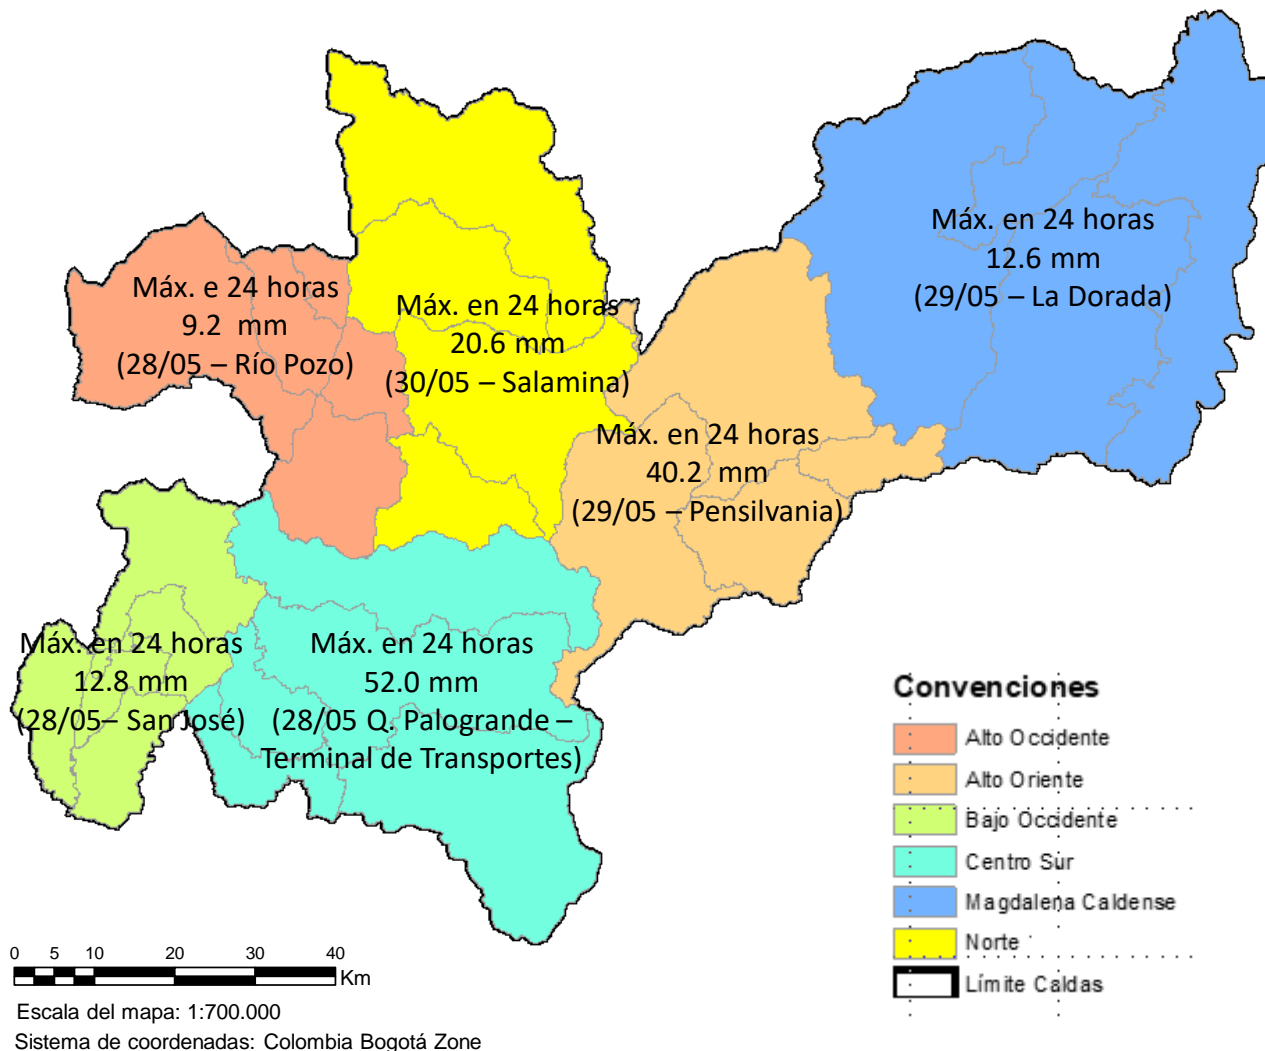 Máx. en 24 horas
12.6 mm
(29/05 – La Dorada)
Máx. e 24 horas
9.2  mm
(28/05 – Río Pozo)
Máx. en 24 horas
20.6 mm
(30/05 – Salamina)
Máx. en 24 horas
40.2  mm
(29/05 – Pensilvania)
Máx. en 24 horas
12.8 mm
(28/05– San José)
Máx. en 24 horas
52.0 mm
(28/05 Q. Palogrande –
Terminal de Transportes)
Convenciones
Alto Occidente
Alto Oriente
Bajo Occidente
Centro Sur
Magdalena Caldense
Norte
Límite Caldas
0 5 10 20 30 40
Km
Escala del mapa: 1:700.000
Sistema de coordenadas: Colombia Bogotá Zone